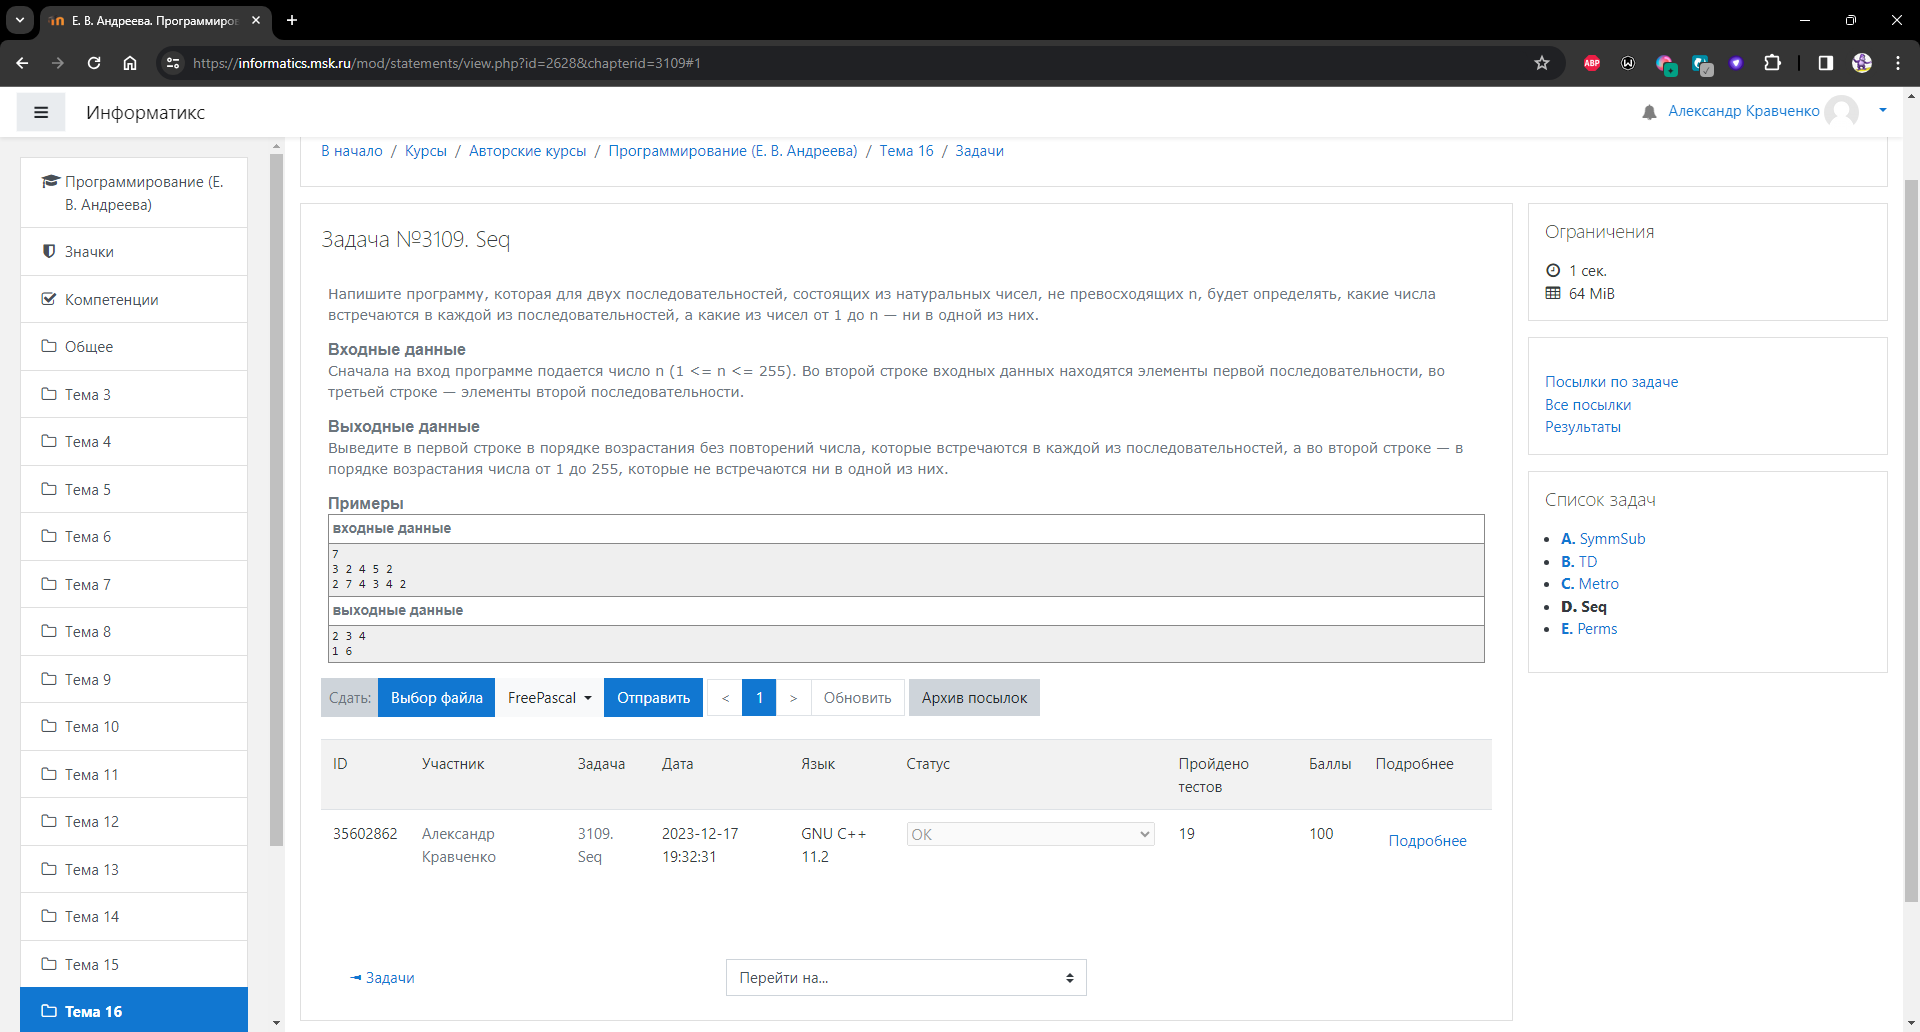 Е. В. Андреева. Программиров
https://informatics.msk.ru/mod/statements/view.php?id=2628&chapterid=3109#1
ABP
Информатикс
Александр Кравченко
В начало / Курсы / Авторские курсы / Программирование (Е. В. Андреева) / Тема 16 / Задачи
Программирование (Е.
В. Андреева)
Значки
Компетенции
Общее
Тема 3
Тема 4
Тема 5
Тема 6
Тема 7
Тема 8
Тема 9
Тема 10
Тема 11
Тема 12
Тема 13
Тема 14
Тема 15
Тема 16
Задача №3109. Seq
Напишите программу, которая для двух последовательностей, состоящих из натуральных чисел, не превосходящих n, будет определять, какие числа
встречаются в каждой из последовательностей, а какие из чисел от 1 до n — ни в одной из них.
Входные данные
Сначала на вход программе подается число n (1 <= n <= 255). Во второй строке входных данных находятся элементы первой последовательности, во
третьей строке — элементы второй последовательности.
Выходные данные
Выведите в первой строке в порядке возрастания без повторений числа, которые встречаются в каждой из последовательностей, а во второй строке — в
порядке возрастания числа от 1 до 255, которые не встречаются ни в одной из них.
Примеры
входные данные
7
3 2 4 5 2
2 7 4 3 4 2
выходные данные
2 3 4
1 6
Сдать: Выбор файла FreePascal Отправить < 1 > Обновить Архив посылок
ID Участник Задача Дата Язык Статус Пройдено тестов Баллы Подробнее
35602862 Александр Кравченко 3109. Seq 2023-12-17 19:32:31 GNU C++ 11.2 OK 19 100 Подробнее
Задачи
Перейти на...
Ограничения
1 сек.
64 MiB
Посылки по задаче
Все посылки
Результаты
Список задач
A. SymmSub
B. TD
C. Metro
D. Seq
E. Perms